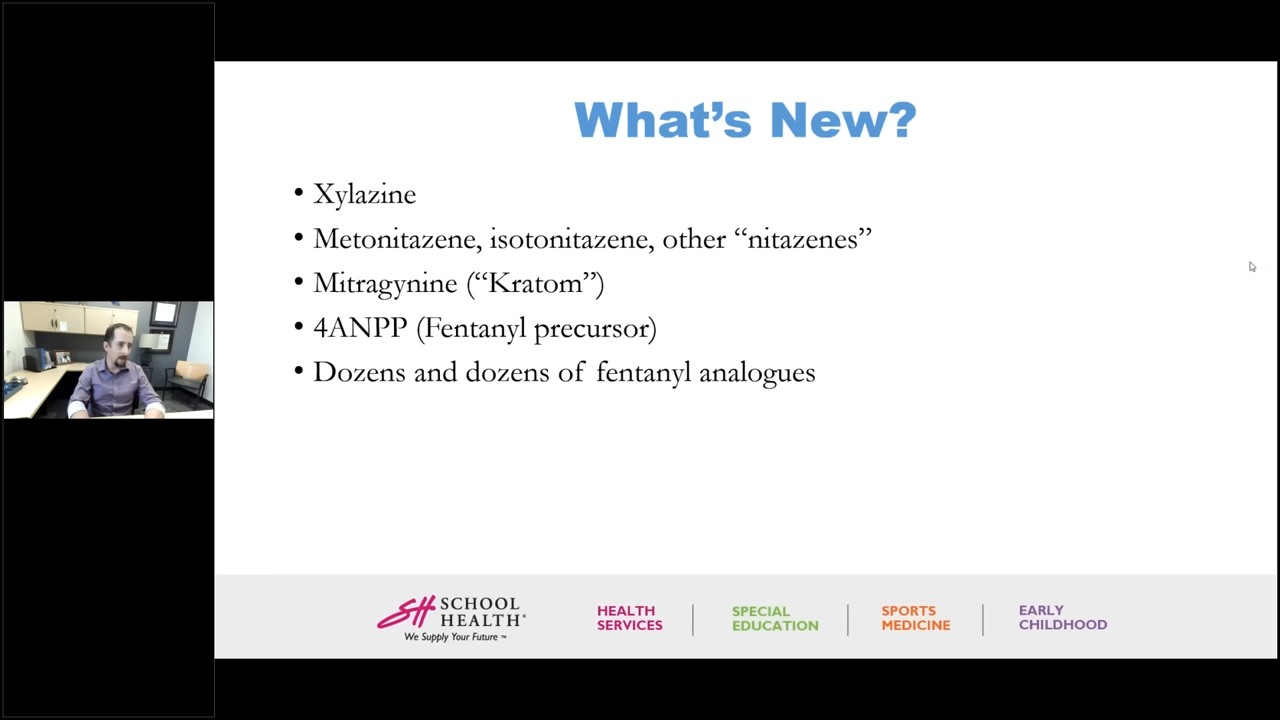 What's New?
• Xylazine
• Metonitazene, isotonitazene, other “nitazenes”
• Mitragynine (“Kratom”)
• 4ANPP (Fentanyl precursor)
• Dozens and dozens of fentanyl analogues
SH SCHOOL HEALTH®
We Supply Your Future ™
HEALTH
SERVICES
SPECIAL
EDUCATION
SPORTS
MEDICINE
EARLY
CHILDHOOD